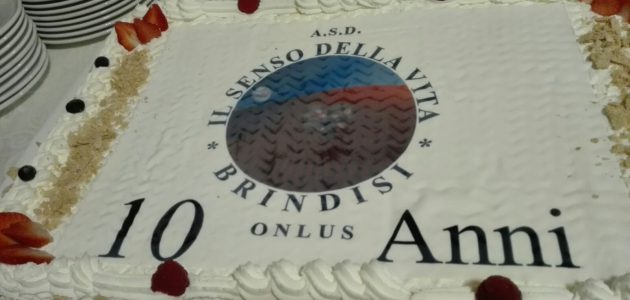 A.S.D.
* IL SENSO DELLA VITA *
BRINDISI
ONLUS
10 Anni